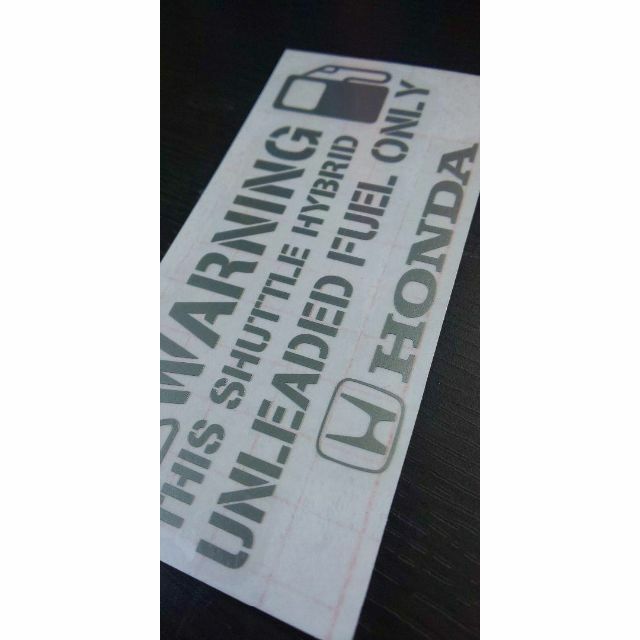 WARNING
THIS SHUTTLE HYBRID
UNLEADED FUEL ONLY
HONDA